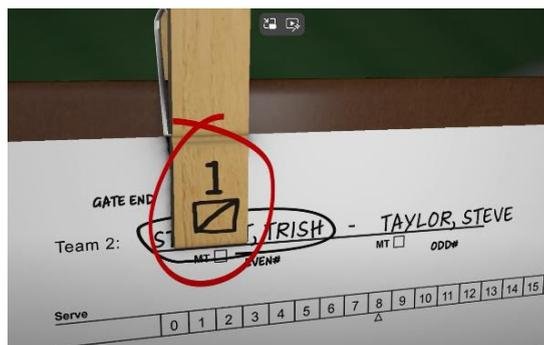 1
GATE END
Team 2: TRISH - TAYLOR, STEVE
MT EVEN# MT ODD#
Serve 0 1 2 3 4 5 6 7 8 9 10 11 12 13 14 15